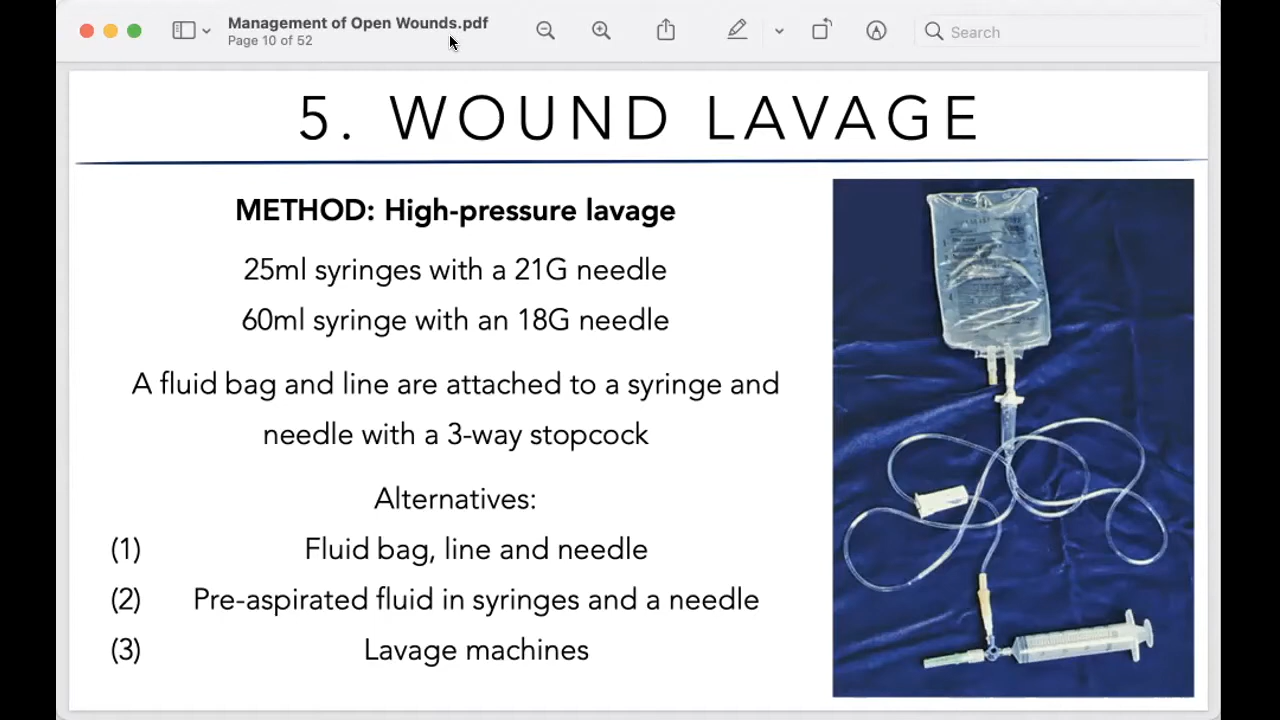 Management of Open Wounds.pdf
Page 10 of 52
Search
5. WOUND LAVAGE
METHOD: High-pressure lavage
25ml syringes with a 21G needle
60ml syringe with an 18G needle
A fluid bag and line are attached to a syringe and
needle with a 3-way stopcock
Alternatives:
(1) Fluid bag, line and needle
(2) Pre-aspirated fluid in syringes and a needle
(3) Lavage machines